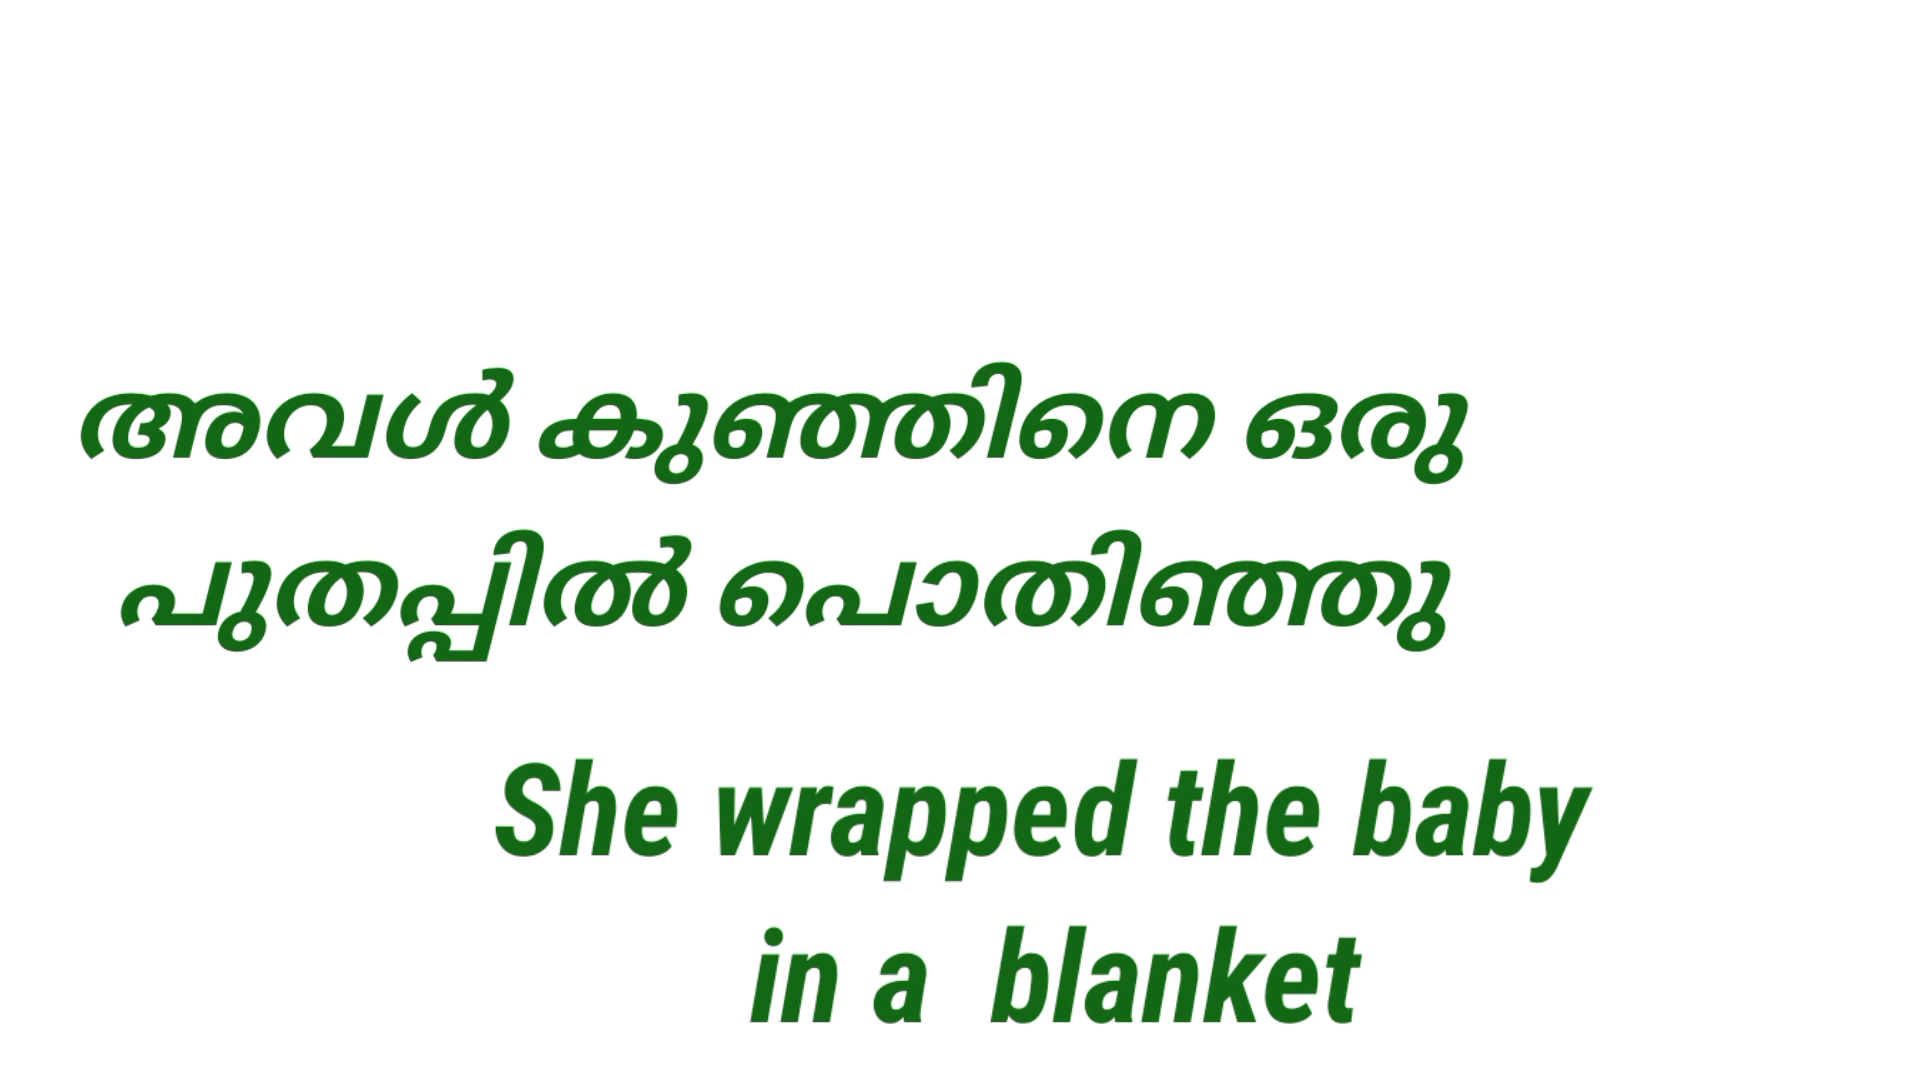 അവൾ കുഞ്ഞിനെ ഒരു
പുതപ്പിൽ പൊതിഞ്ഞു
She wrapped the baby
in a  blanket